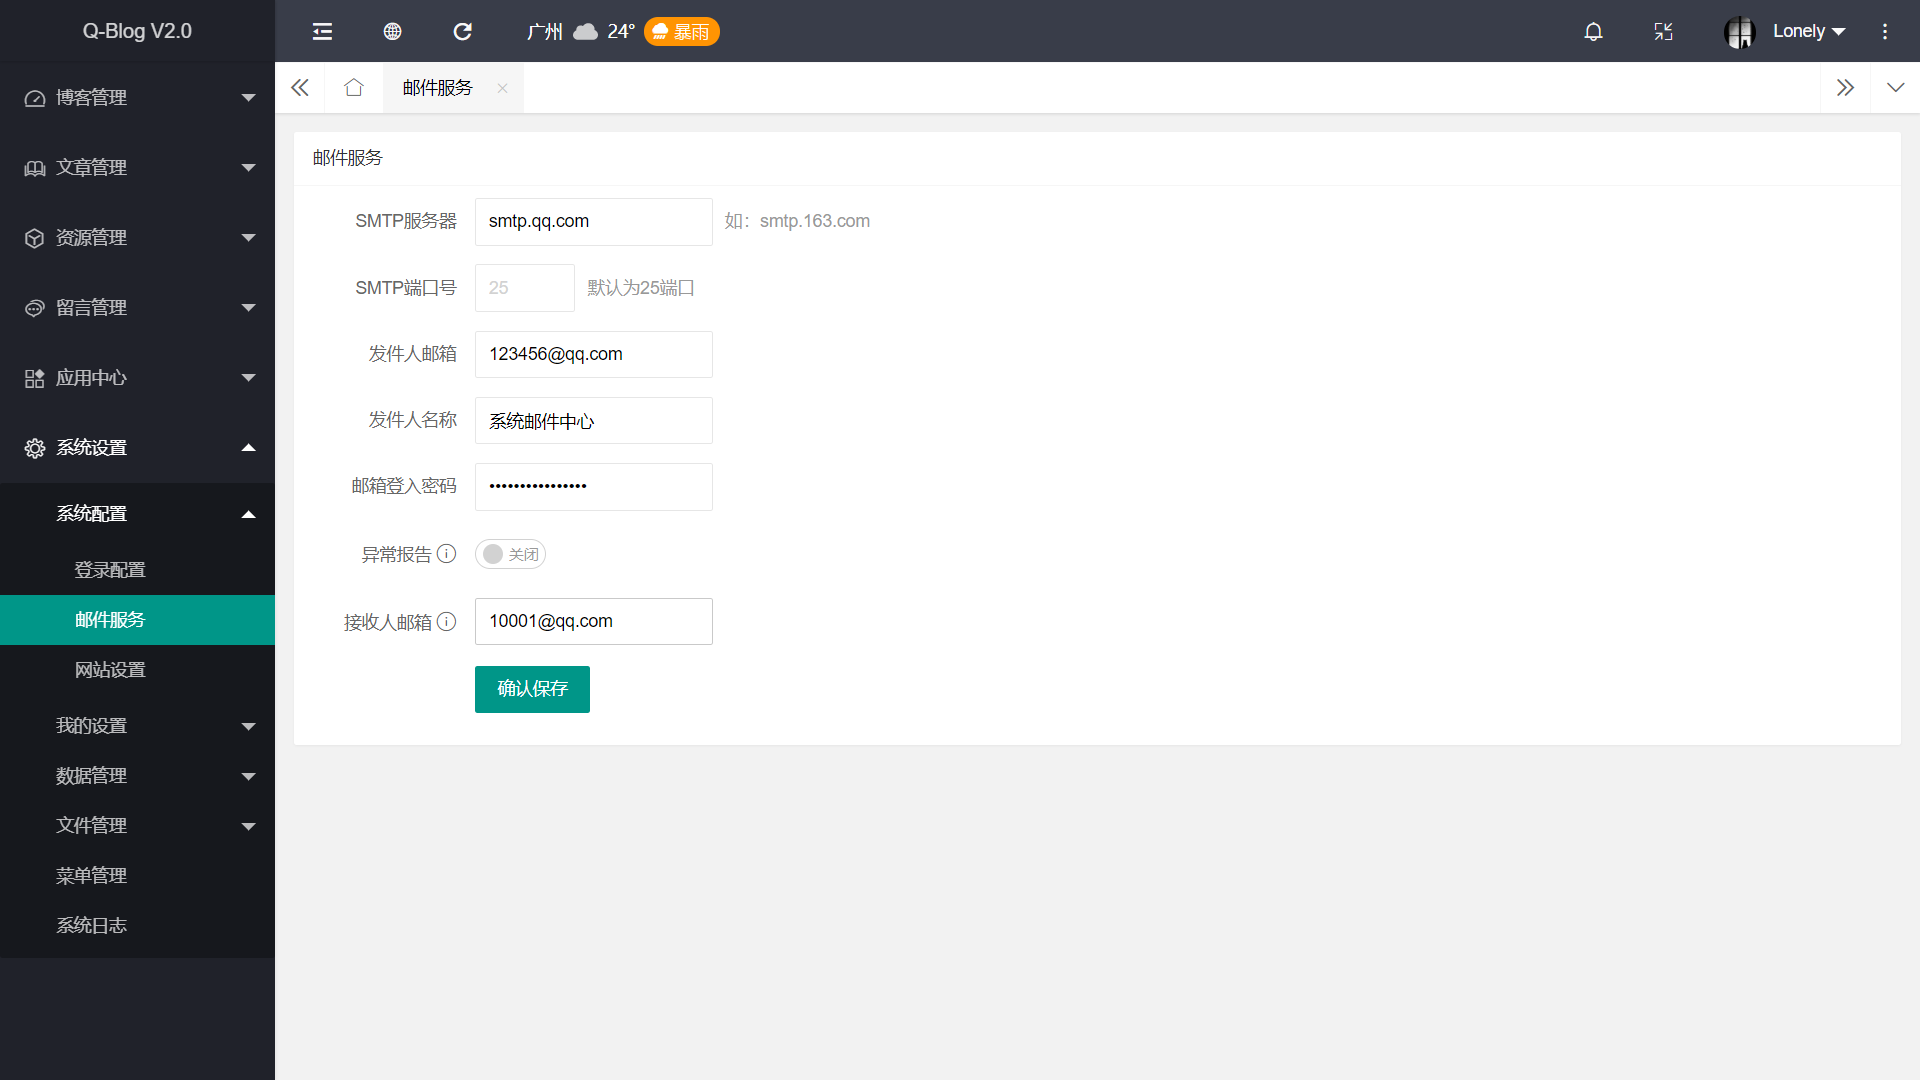 Q-Blog V2.0
广州 24° 暴雨
Lonely
博客管理
文章管理
资源管理
留言管理
应用中心
系统设置
系统配置
登录配置
邮件服务
网站设置
我的设置
数据管理
文件管理
菜单管理
系统日志
邮件服务
邮件服务
SMTP服务器 smtp.qq.com 如：smtp.163.com
SMTP端口号 25 默认为25端口
发件人邮箱 123456@qq.com
发件人名称 系统邮件中心
邮箱登入密码 ••••••••••••••••
异常报告 关闭
接收人邮箱 10001@qq.com
确认保存